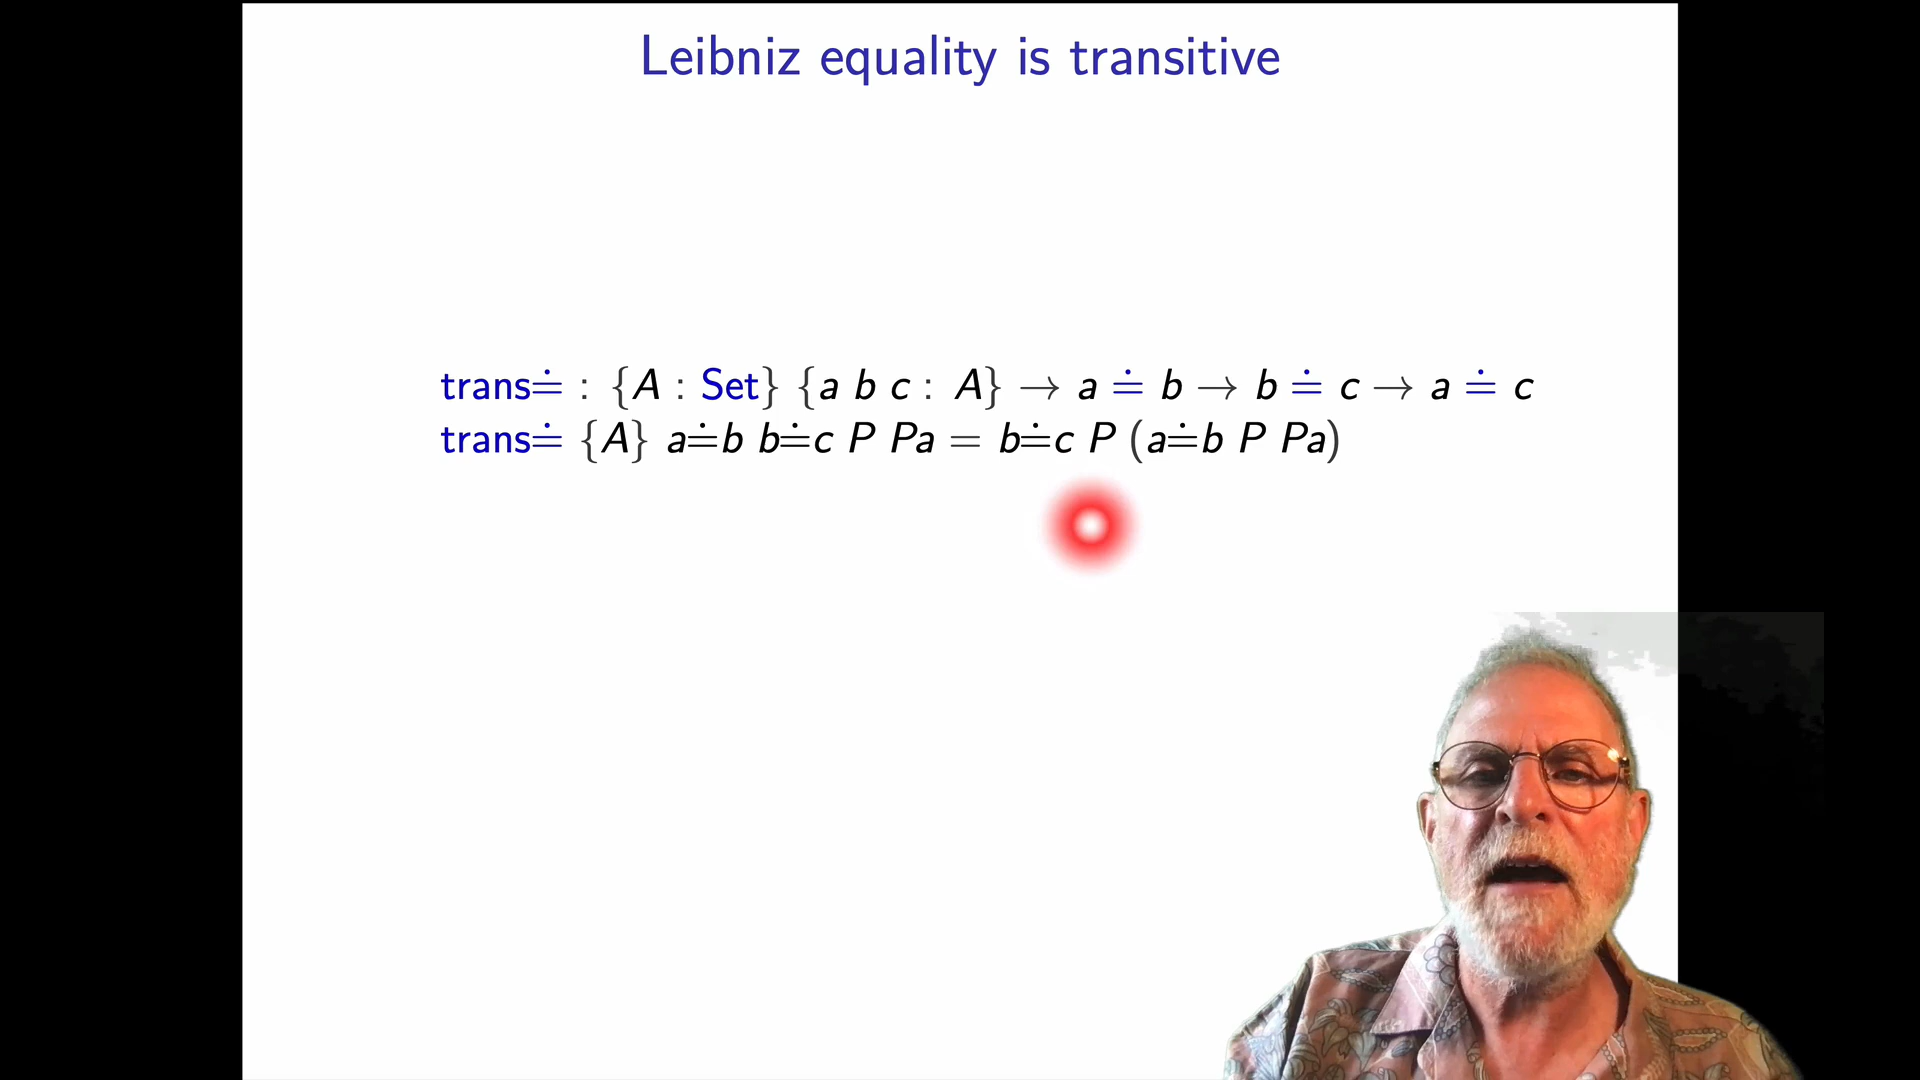 Leibniz equality is transitive
trans≐ : {A : Set} {a b c : A} → a ≐ b → b ≐ c → a ≐ c
trans≐ {A} a≐b b≐c P Pa = b≐c P (a≐b P Pa)